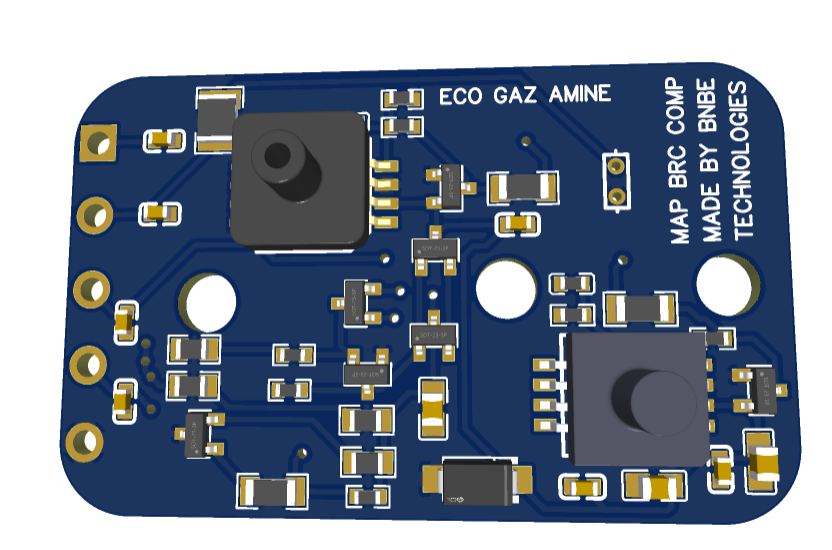 ECO GAZ AMINE
MAP BRC COMP
MADE BY BNBE
TECHNOLOGIES